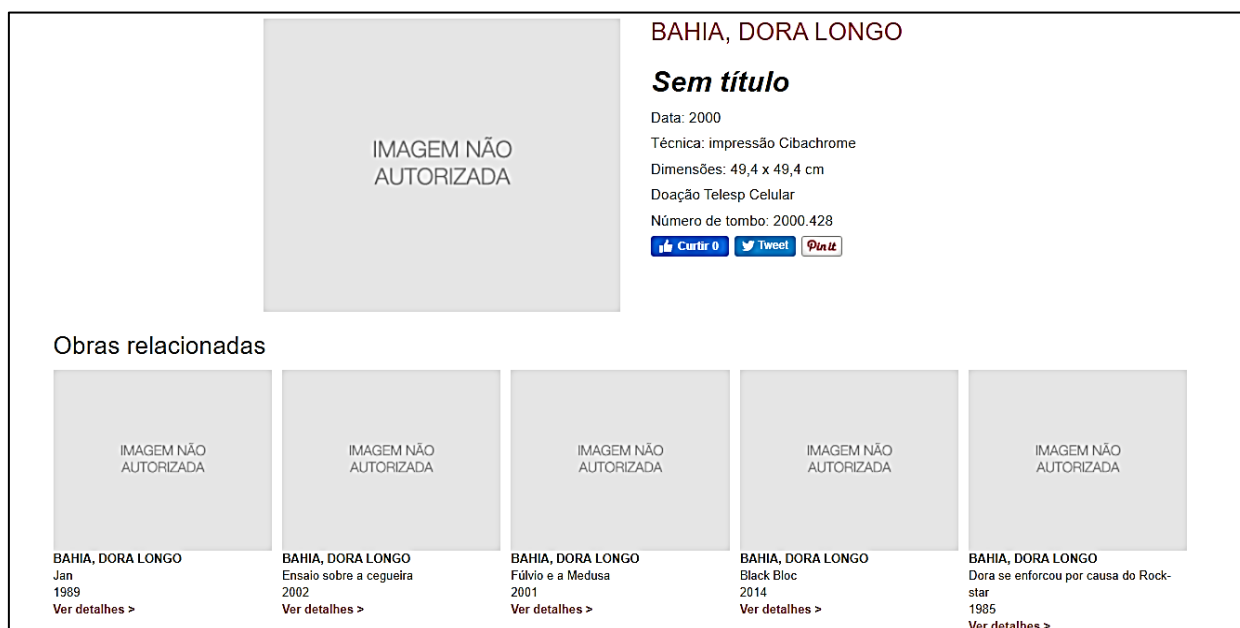 IMAGEM NÃO
AUTORIZADA
BAHIA, DORA LONGO
Sem título
Data: 2000
Técnica: impressão Cibachrome
Dimensões: 49,4 x 49,4 cm
Doação Telesp Celular
Número de tombo: 2000.428
Curtir 0 Tweet Pin it
Obras relacionadas
IMAGEM NÃO
AUTORIZADA
BAHIA, DORA LONGO
Jan
1989
Ver detalhes >
IMAGEM NÃO
AUTORIZADA
BAHIA, DORA LONGO
Ensaio sobre a cegueira
2002
Ver detalhes >
IMAGEM NÃO
AUTORIZADA
BAHIA, DORA LONGO
Fúlvio e a Medusa
2001
Ver detalhes >
IMAGEM NÃO
AUTORIZADA
BAHIA, DORA LONGO
Black Bloc
2014
Ver detalhes >
IMAGEM NÃO
AUTORIZADA
BAHIA, DORA LONGO
Dora se enforcou por causa do Rock-
star
1985
Ver detalhes >